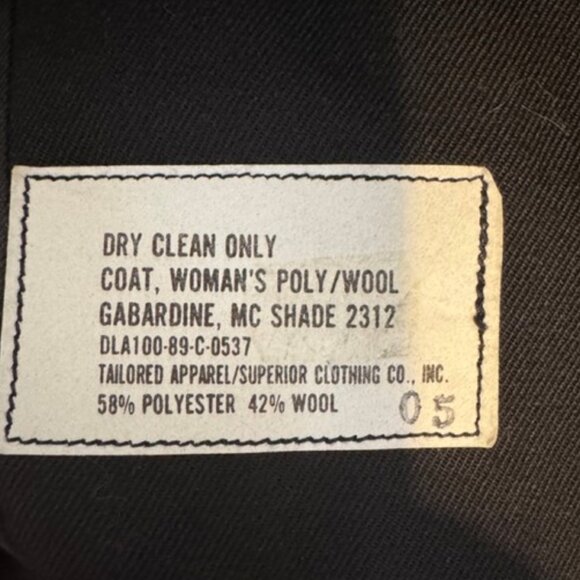 DRY CLEAN ONLY
COAT, WOMAN'S POLY/WOOL
GABARDINE, MC SHADE 2312
DLA100-89-C-0537
TAILORED APPAREL/SUPERIOR CLOTHING CO., INC.
58% POLYESTER 42% WOOL 05